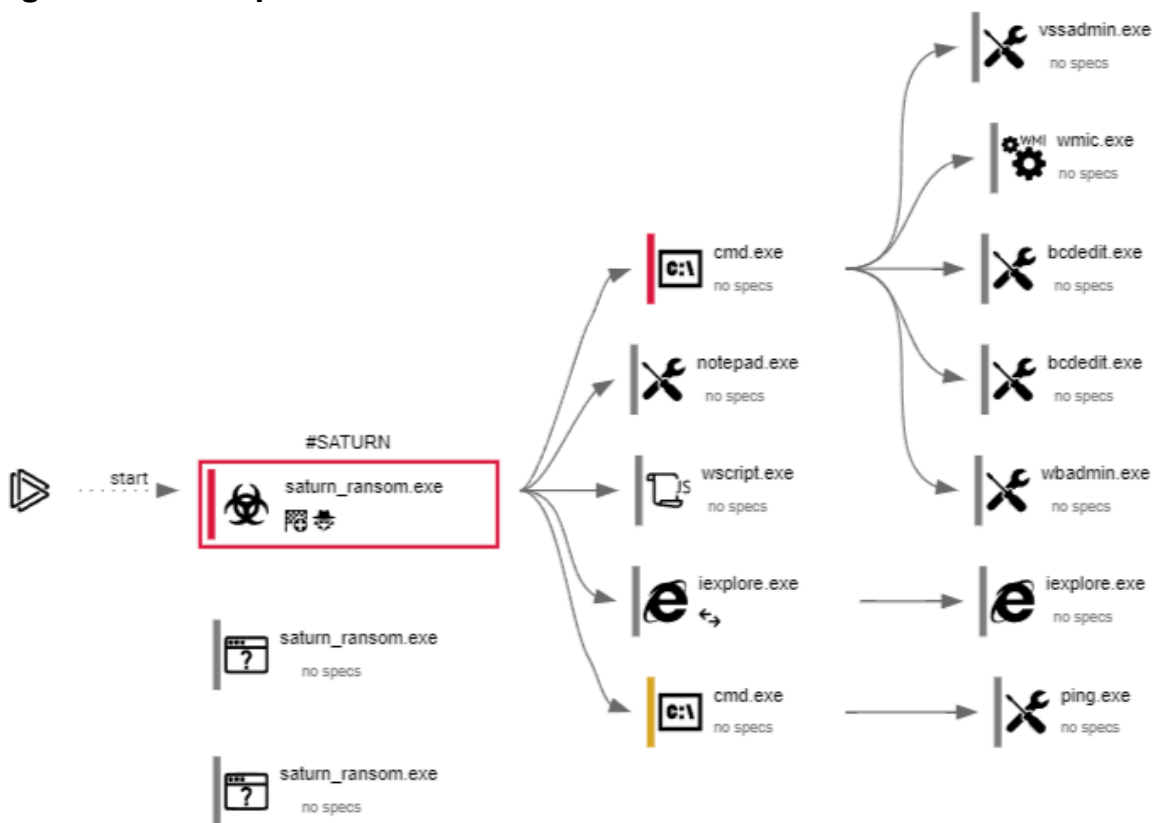 vssadmin.exe
no specs
WMI wmic.exe
no specs
cmd.exe
C:\
no specs
bcdedit.exe
no specs
notepad.exe
no specs
bcdedit.exe
no specs
#SATURN
start
saturn_ransom.exe
wscript.exe
JS
no specs
wbadmin.exe
no specs
iexplore.exe
iexplore.exe
no specs
saturn_ransom.exe
?
no specs
cmd.exe
C:\
no specs
ping.exe
no specs
saturn_ransom.exe
?
no specs